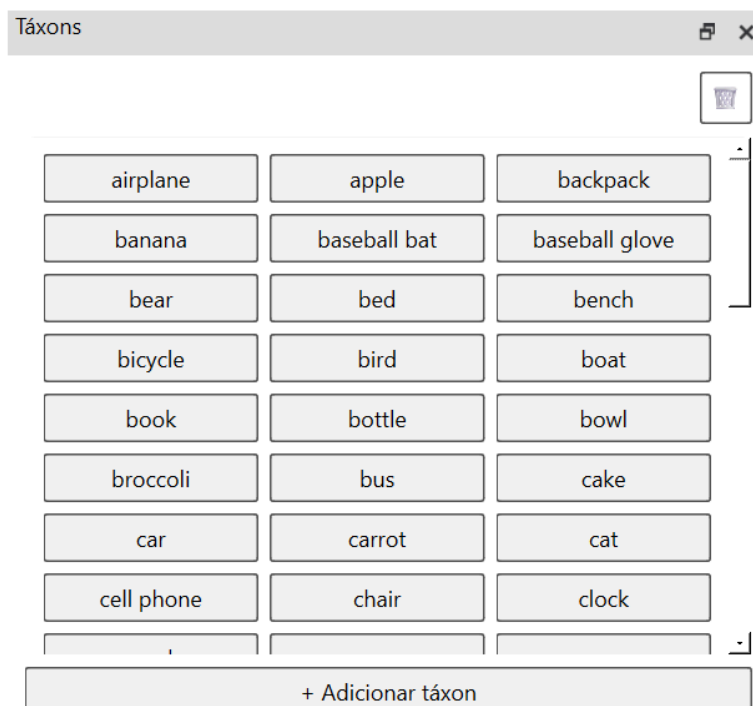 Táxons
airplane apple backpack
banana baseball bat baseball glove
bear bed bench
bicycle bird boat
book bottle bowl
broccoli bus cake
car carrot cat
cell phone chair clock
+ Adicionar táxon